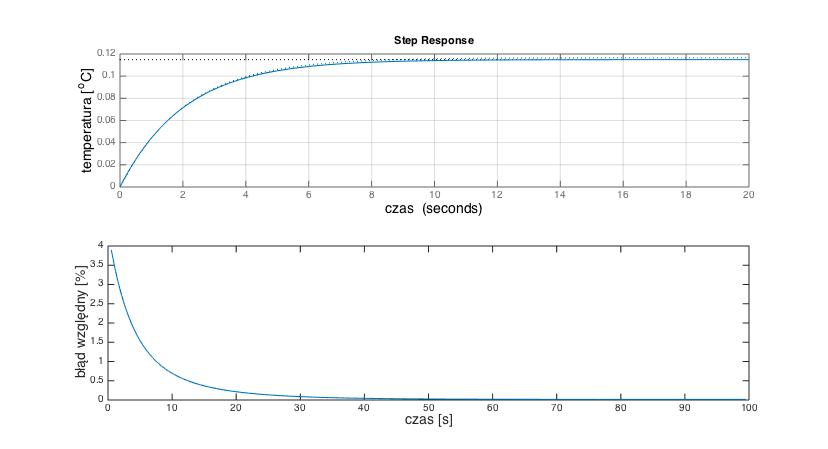 Step Response
temperatura [°C]
0.12
0.1
0.08
0.06
0.04
0.02
0
0 2 4 6 8 10 12 14 16 18 20
czas (seconds)
błąd względny [%]
4
3.5
3
2.5
2
1.5
1
0.5
0
0 10 20 30 40 50 60 70 80 90 100
czas [s]